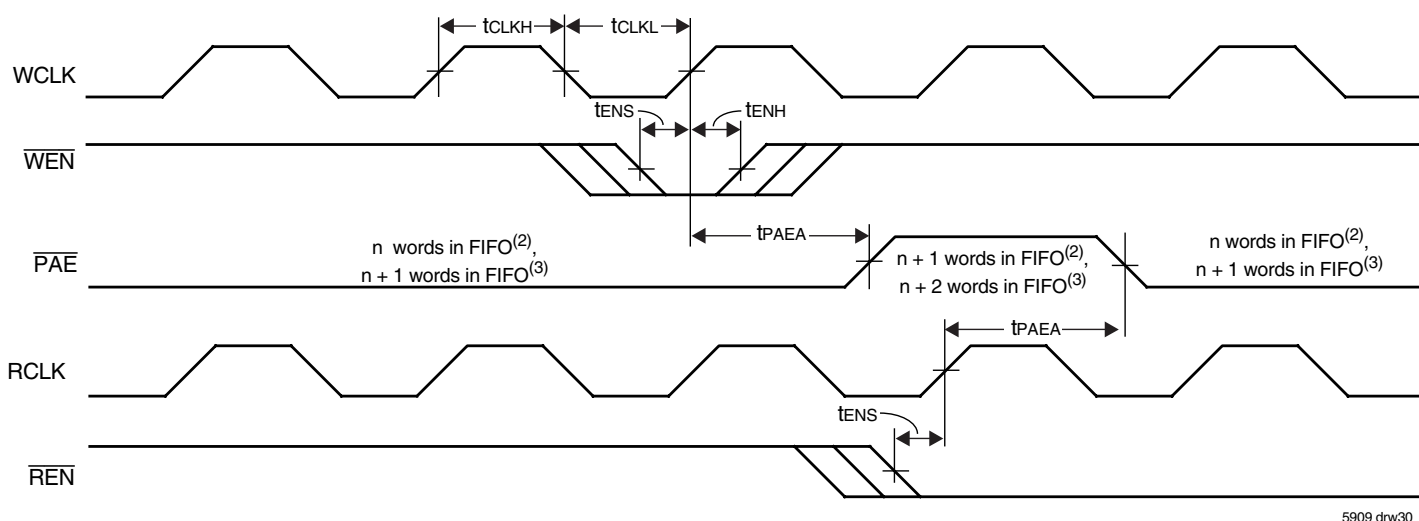 tCLKH
tCLKL
WCLK
tENS
tENH
WEN
tPAEA
PAE
n words in FIFO(2),
n + 1 words in FIFO(3)
n + 1 words in FIFO(2),
n + 2 words in FIFO(3)
n words in FIFO(2),
n + 1 words in FIFO(3)
tPAEA
RCLK
tENS
REN
5909 drw30